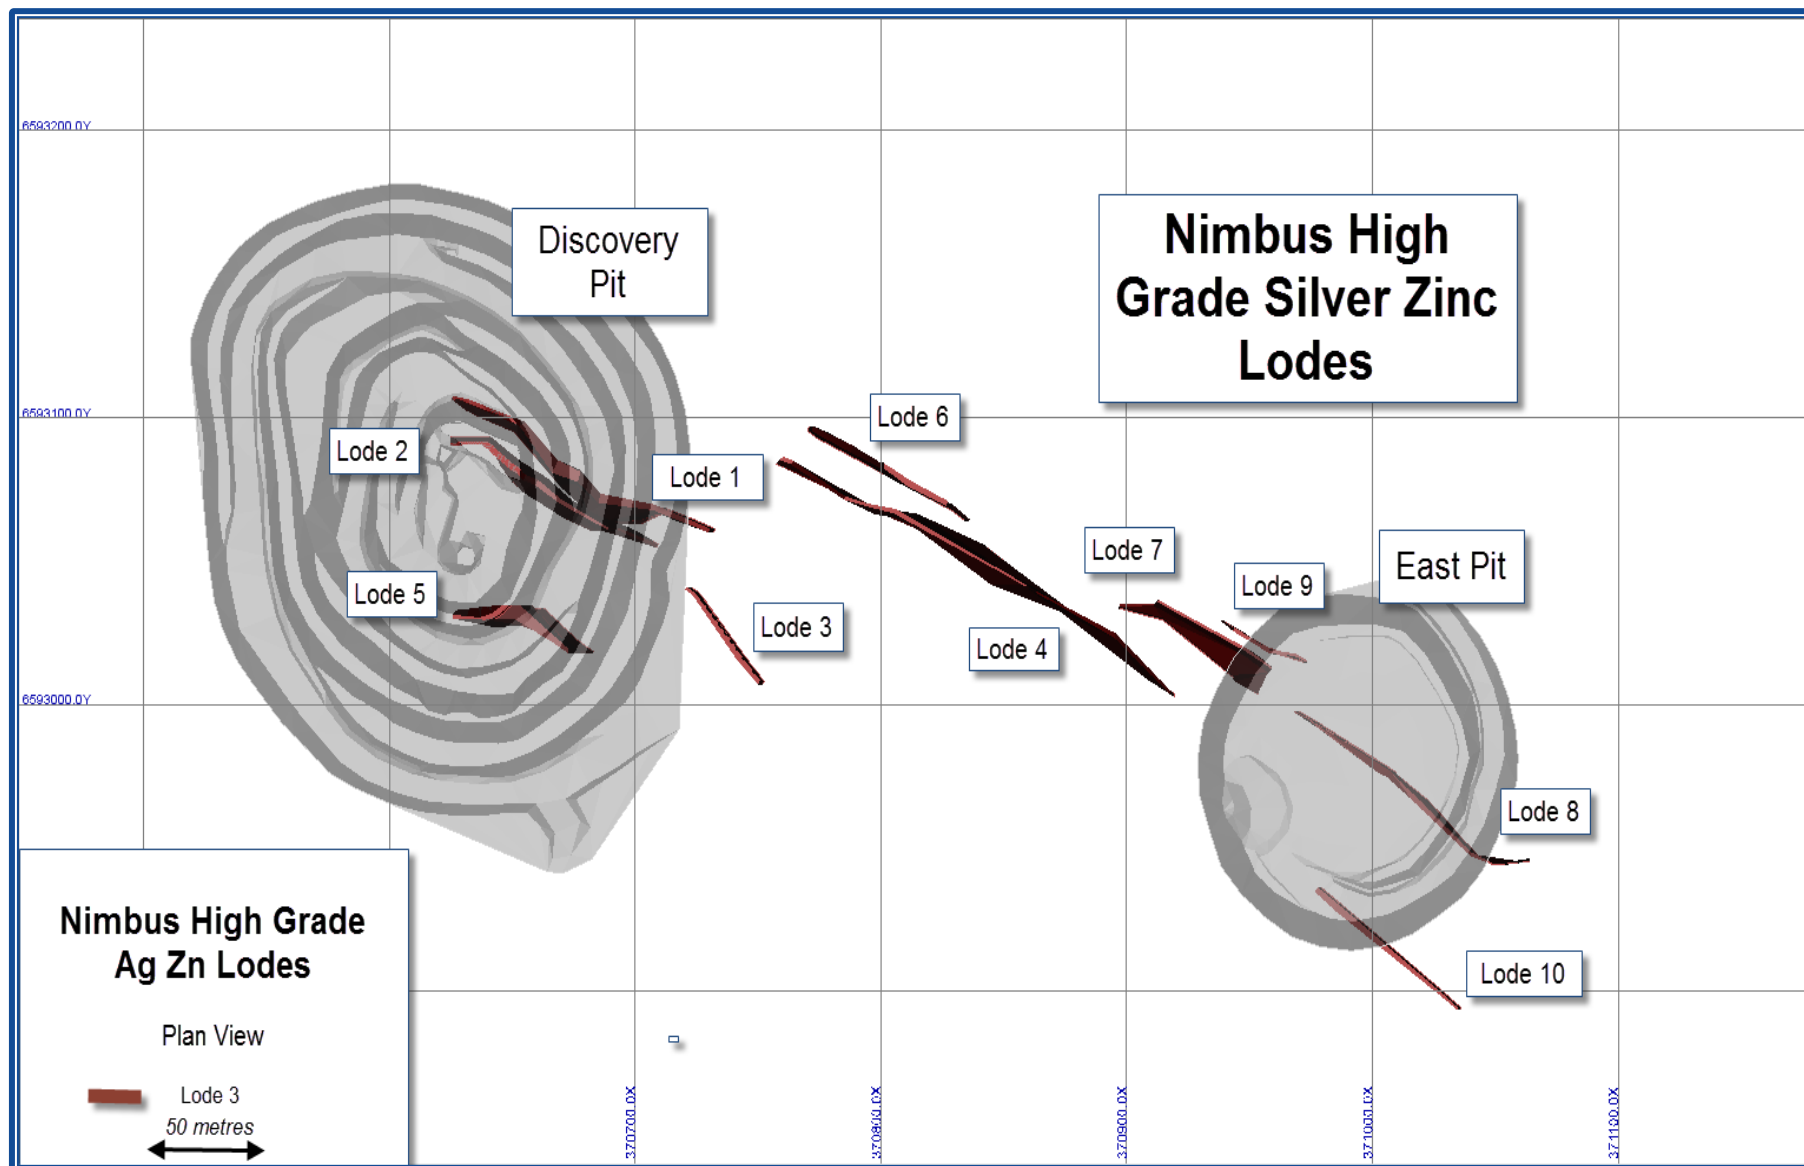 6593200.0Y
Discovery
Pit
Nimbus High
Grade Silver Zinc
Lodes
6593100.0Y
Lode 6
Lode 2
Lode 1
Lode 7
East Pit
Lode 9
Lode 5
Lode 3
Lode 4
6593000.0Y
Lode 8
Nimbus High Grade
Ag Zn Lodes
Lode 10
Plan View
Lode 3
50 metres
370700.0X
370800.0X
370900.0X
371000.0X
371100.0X